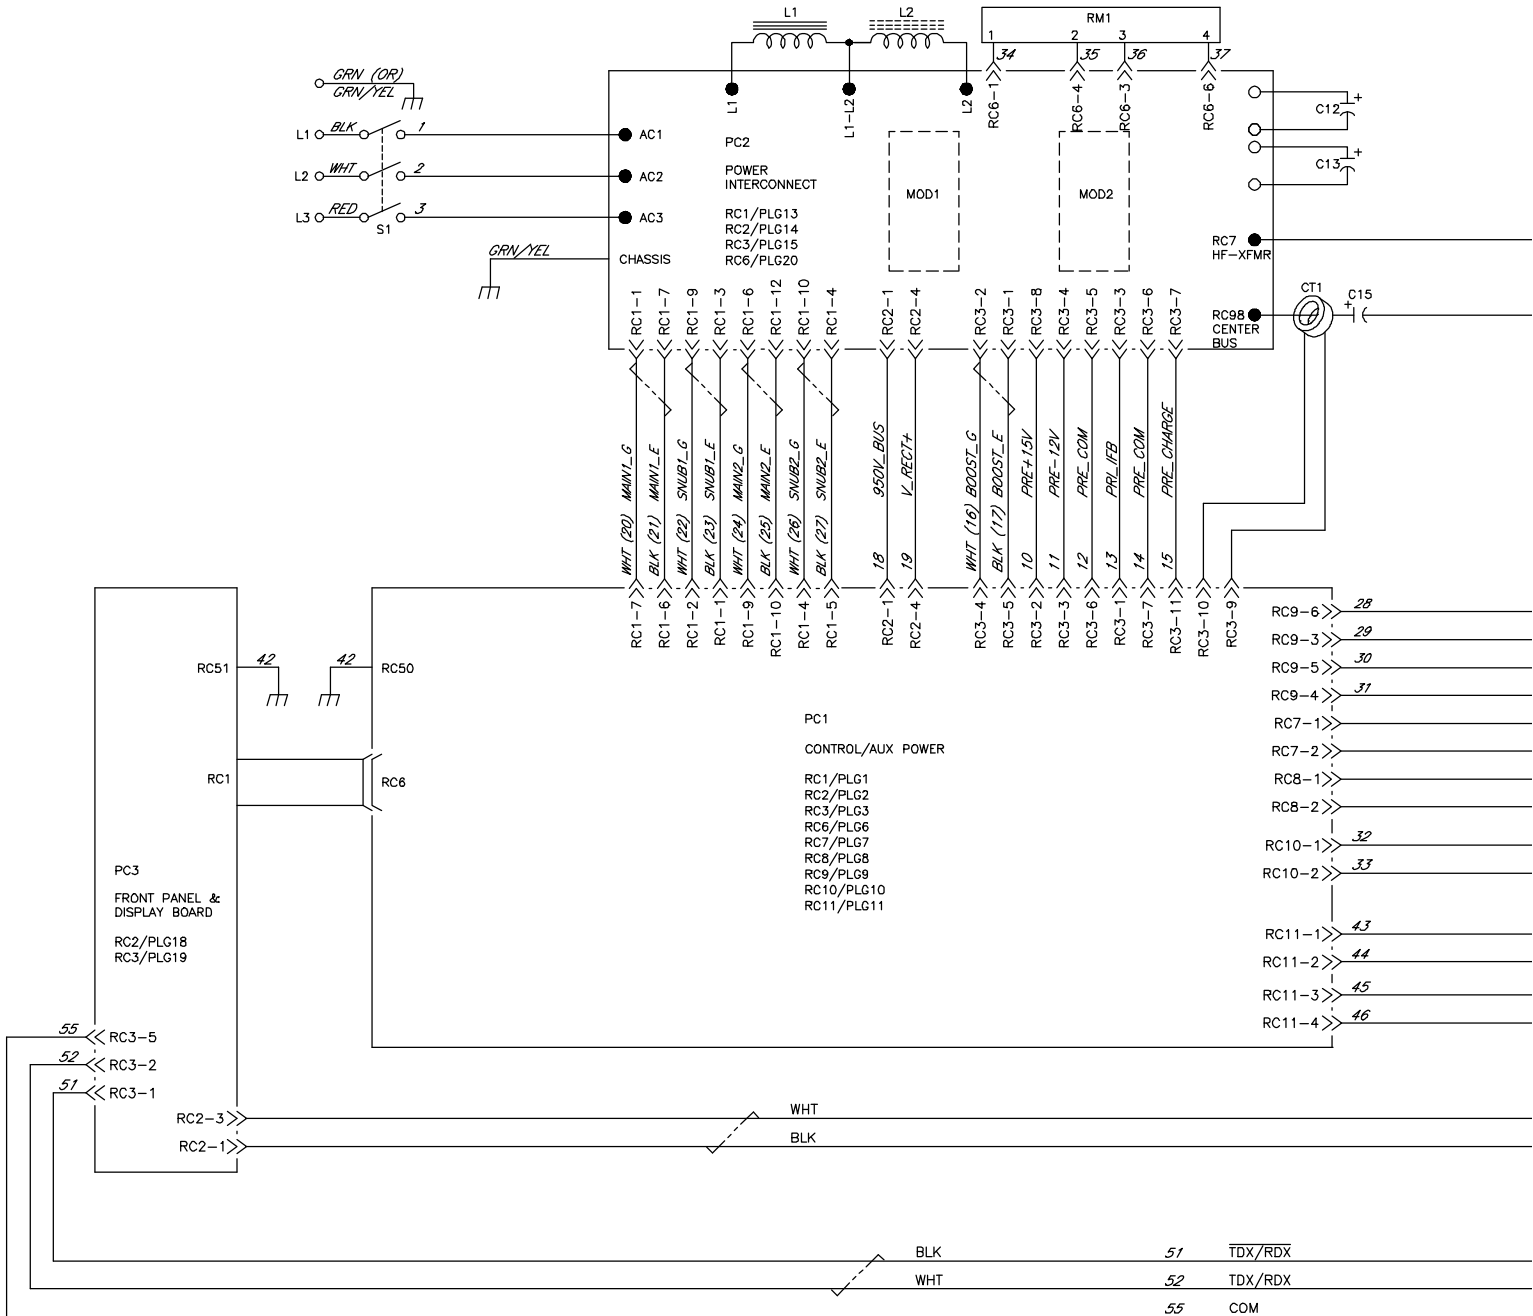 L1
L2
RM1
1 2 3 4
34 35 36 37
GRN (OR)
GRN/YEL
L1
L1-L2
L2
RC6-1
RC6-4
RC6-3
RC6-6
C12 +
C13 +
L1 BLK 1 AC1
L2 WHT 2 AC2
L3 RED 3 AC3
S1
PC2
POWER
INTERCONNECT
RC1/PLG13
RC2/PLG14
RC3/PLG15
RC6/PLG20
MOD1
MOD2
GRN/YEL
CHASSIS
RC7
HF-XFMR
CT1
+ C15
RC98
CENTER
BUS
RC1-1
RC1-7
RC1-9
RC1-3
RC1-6
RC1-12
RC1-10
RC1-4
RC2-1
RC2-4
RC3-2
RC3-1
RC3-8
RC3-4
RC3-5
RC3-3
RC3-6
RC3-7
WHT (20) MAIN1_G
BLK (21) MAIN1_E
WHT (22) SNUB1_G
BLK (23) SNUB1_E
WHT (24) MAIN2_G
BLK (25) MAIN2_E
WHT (26) SNUB2_G
BLK (27) SNUB2_E
18 950V_BUS
19 V_RECT+
WHT (16) BOOST_G
BLK (17) BOOST_E
10 PRE+15V
11 PRE-12V
12 PRE_COM
13 PRI_IFB
14 PRE_COM
15 PRE_CHARGE
RC1-7
RC1-6
RC1-2
RC1-1
RC1-9
RC1-10
RC1-4
RC1-5
RC2-1
RC2-4
RC3-4
RC3-5
RC3-2
RC3-3
RC3-6
RC3-1
RC3-7
RC3-11
RC3-10
RC3-9
RC9-6 28
RC9-3 29
RC9-5 30
RC9-4 31
RC7-1
RC7-2
RC8-1
RC8-2
RC10-1 32
RC10-2 33
RC11-1 43
RC11-2 44
RC11-3 45
RC11-4 46
RC51 42
42 RC50
RC1
RC6
PC1
CONTROL/AUX POWER
RC1/PLG1
RC2/PLG2
RC3/PLG3
RC6/PLG6
RC7/PLG7
RC8/PLG8
RC9/PLG9
RC10/PLG10
RC11/PLG11
PC3
FRONT PANEL &
DISPLAY BOARD
RC2/PLG18
RC3/PLG19
55 RC3-5
52 RC3-2
51 RC3-1
RC2-3 WHT
RC2-1 BLK
BLK 51 TDX/RDX
WHT 52 TDX/RDX
55 COM